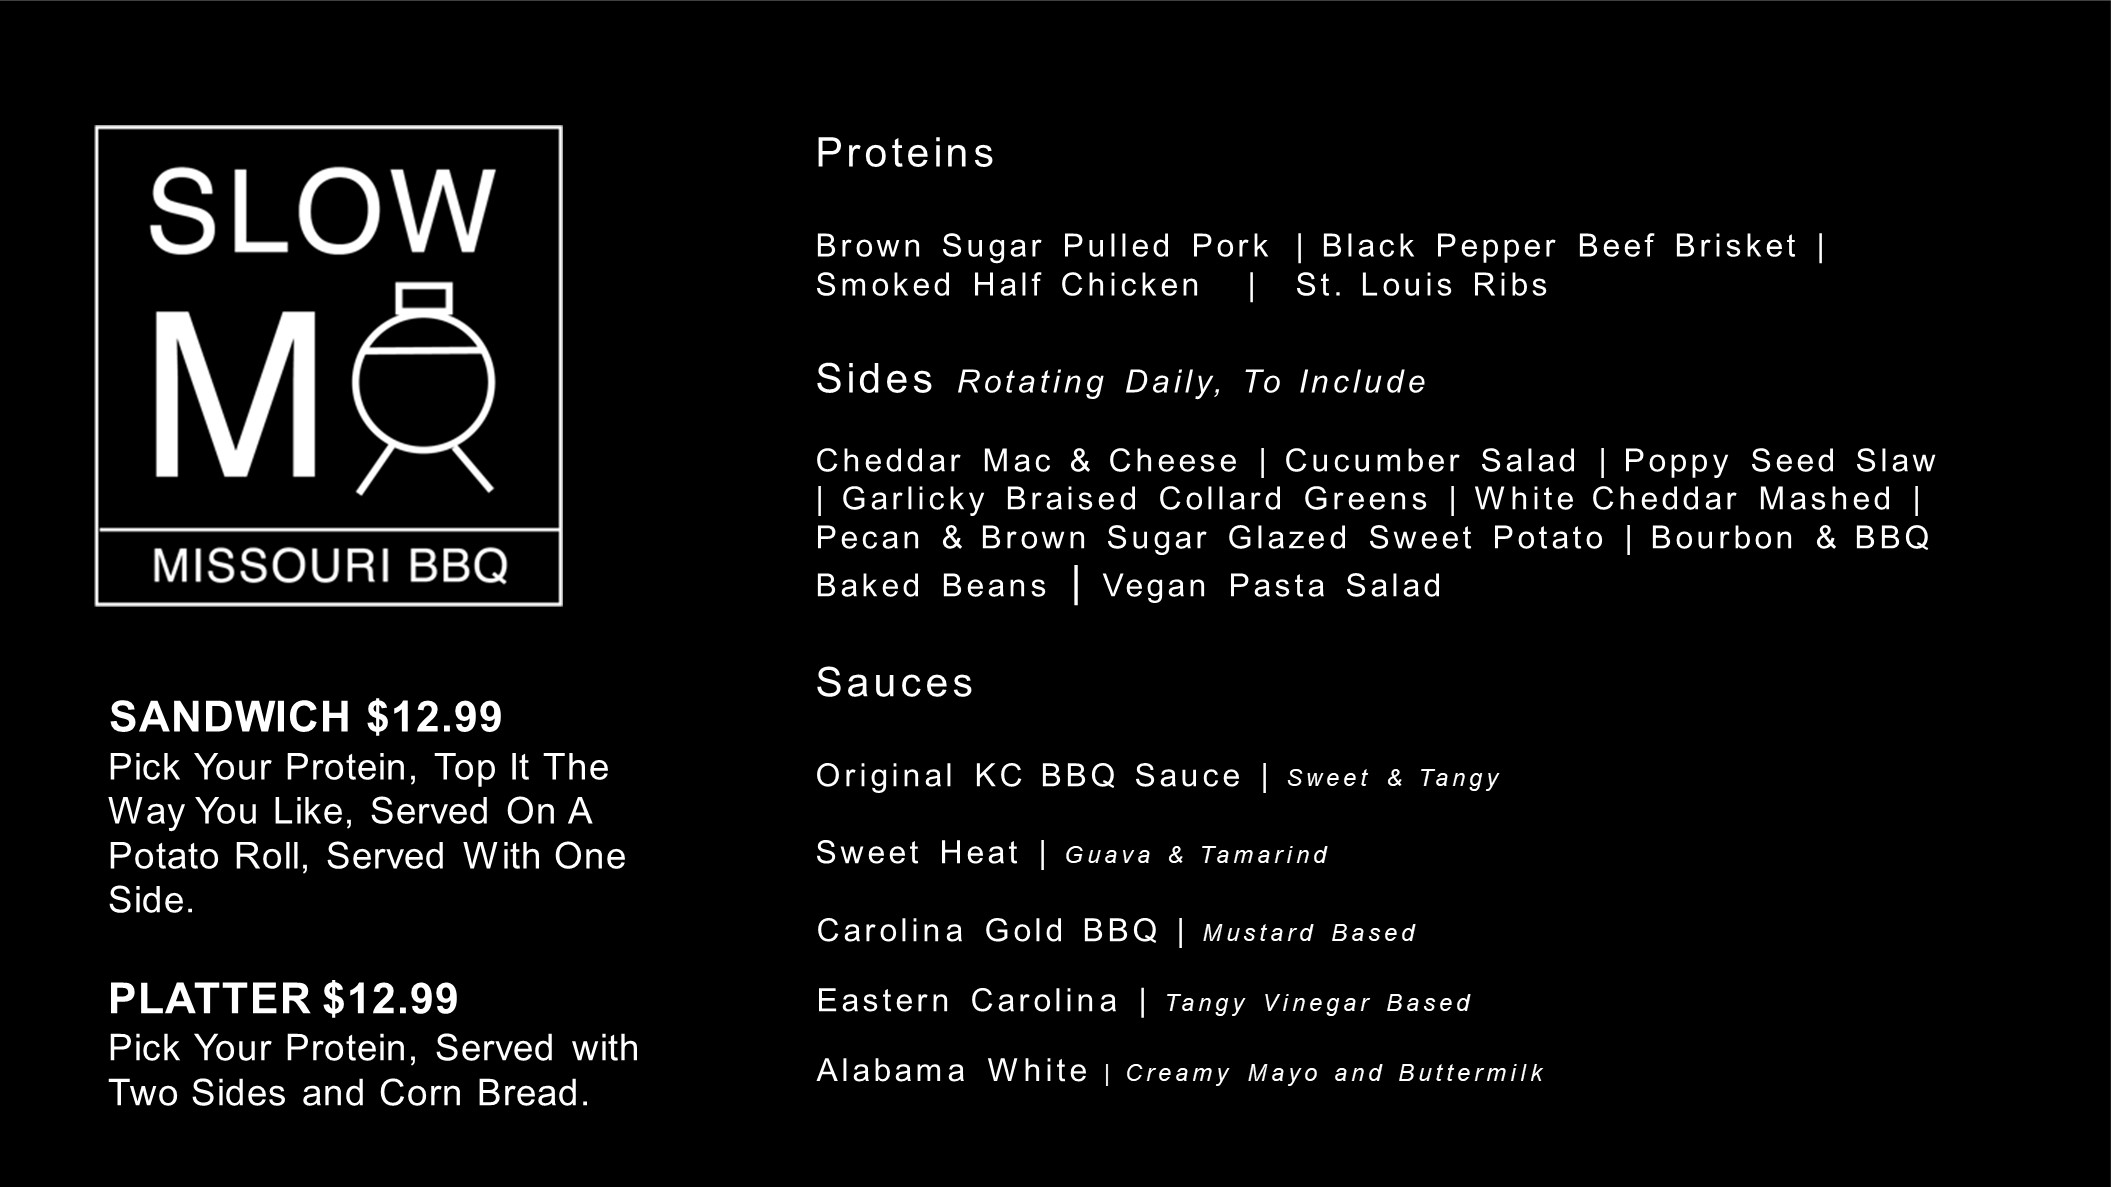 SLOW
MO
MISSOURI BBQ
SANDWICH $12.99
Pick Your Protein, Top It The
Way You Like, Served On A
Potato Roll, Served With One
Side.
PLATTER $12.99
Pick Your Protein, Served with
Two Sides and Corn Bread.
Proteins
Brown Sugar Pulled Pork | Black Pepper Beef Brisket |
Smoked Half Chicken | St. Louis Ribs
Sides Rotating Daily, To Include
Cheddar Mac & Cheese | Cucumber Salad | Poppy Seed Slaw
| Garlicky Braised Collard Greens | White Cheddar Mashed |
Pecan & Brown Sugar Glazed Sweet Potato | Bourbon & BBQ
Baked Beans | Vegan Pasta Salad
Sauces
Original KC BBQ Sauce | Sweet & Tangy
Sweet Heat | Guava & Tamarind
Carolina Gold BBQ | Mustard Based
Eastern Carolina | Tangy Vinegar Based
Alabama White | Creamy Mayo and Buttermilk